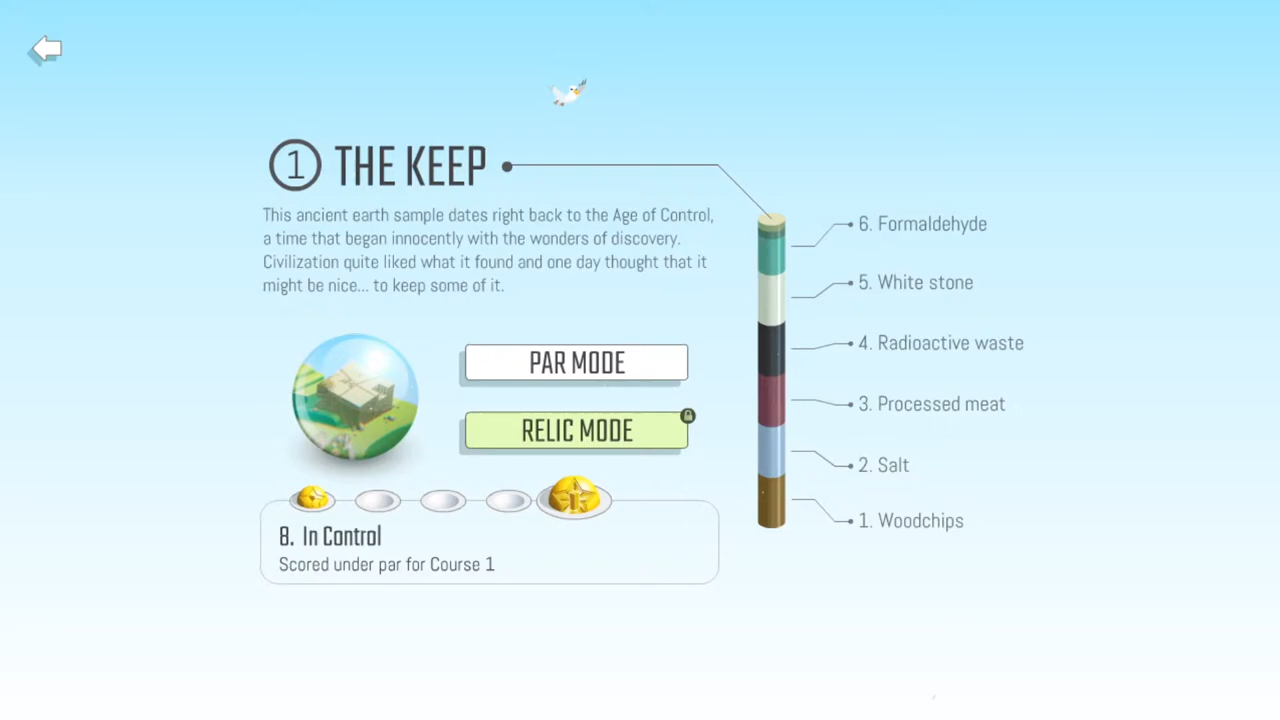 1 THE KEEP
This ancient earth sample dates right back to the Age of Control,
a time that began innocently with the wonders of discovery.
Civilization quite liked what it found and one day thought that it
might be nice... to keep some of it.
PAR MODE
RELIC MODE
8. In Control
Scored under par for Course 1
6. Formaldehyde
5. White stone
4. Radioactive waste
3. Processed meat
2. Salt
1. Woodchips